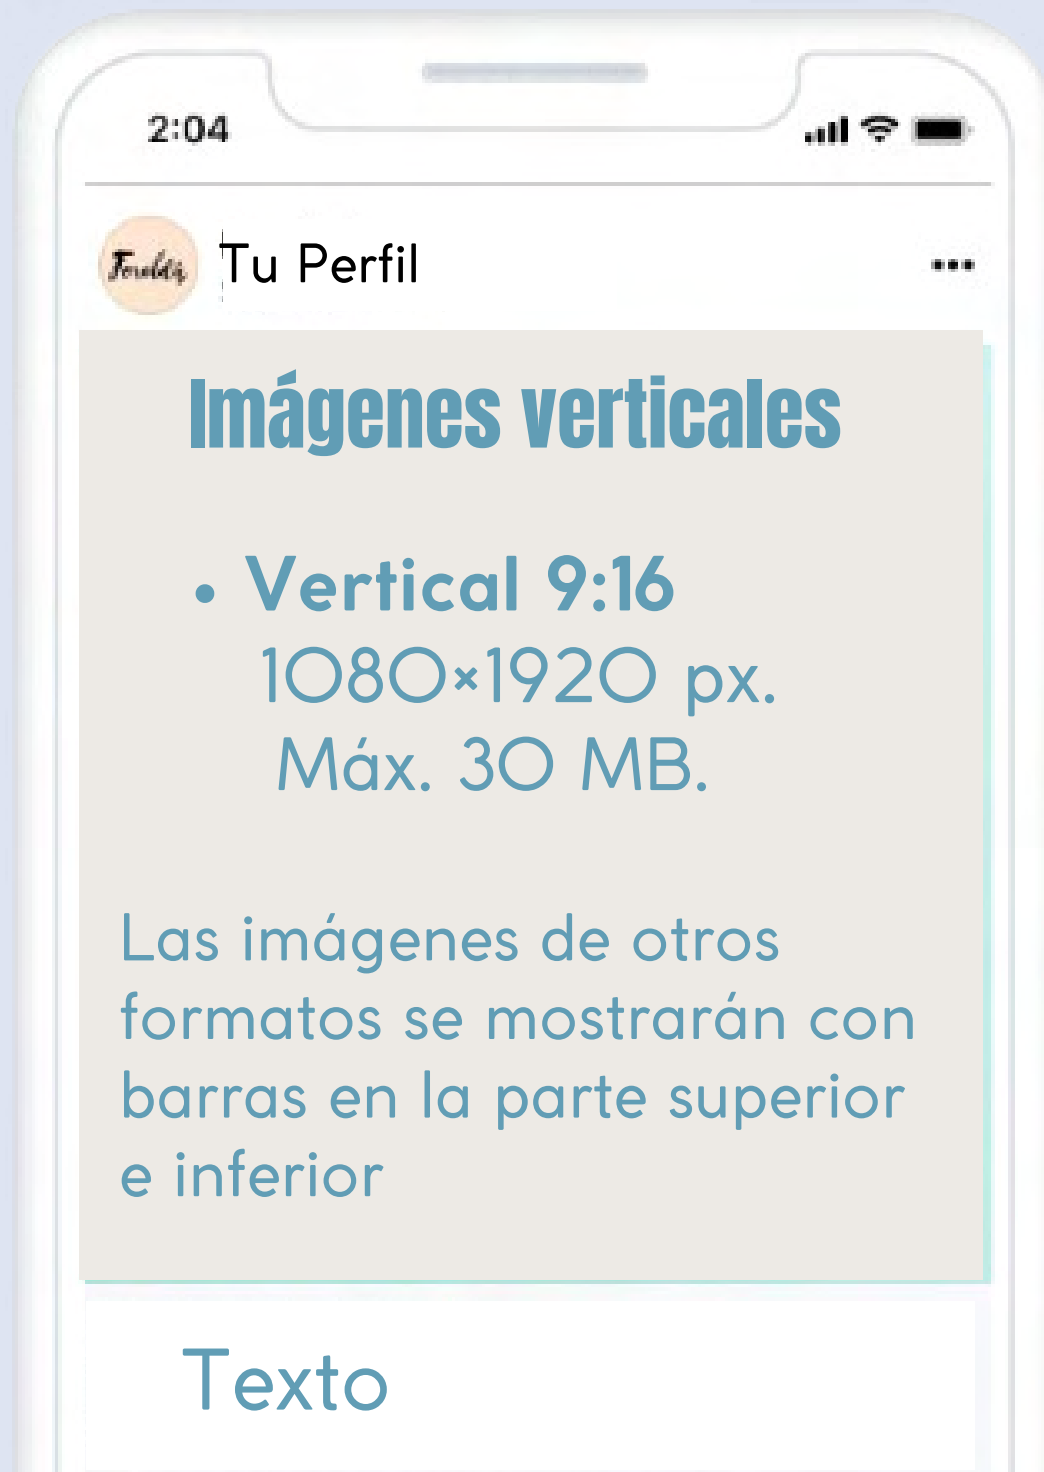 2:04
Tu Perfil
Imágenes verticales
• Vertical 9:16
1080×1920 px.
Máx. 30 MB.
Las imágenes de otros
formatos se mostrarán con
barras en la parte superior
e inferior
Texto